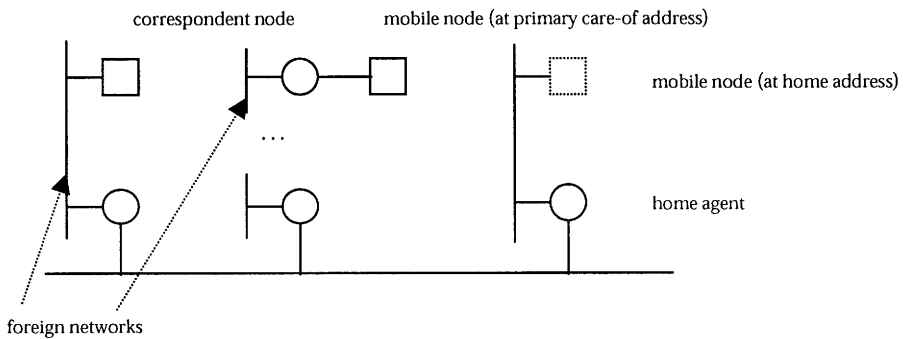 correspondent node
mobile node (at primary care-of address)
mobile node (at home address)
...
home agent
foreign networks